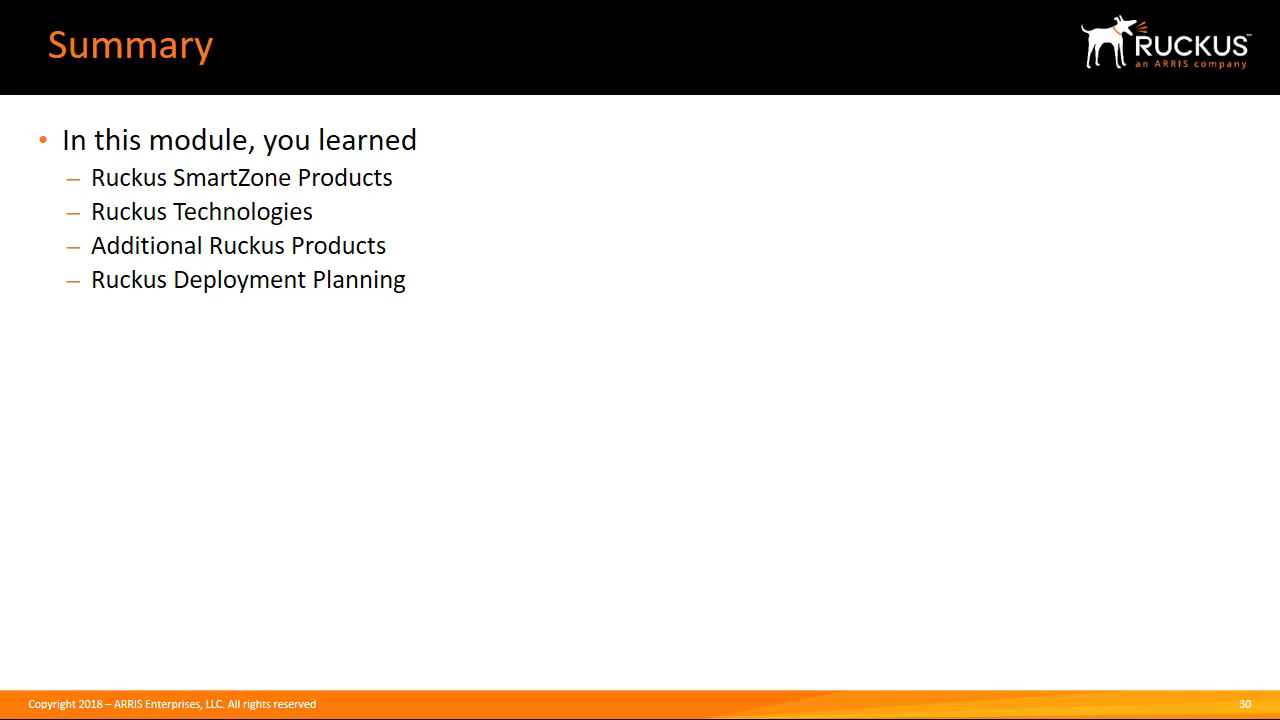 Summary
RUCKUS™
an ARRIS company
• In this module, you learned
– Ruckus SmartZone Products
– Ruckus Technologies
– Additional Ruckus Products
– Ruckus Deployment Planning
Copyright 2018 – ARRIS Enterprises, LLC. All rights reserved
30